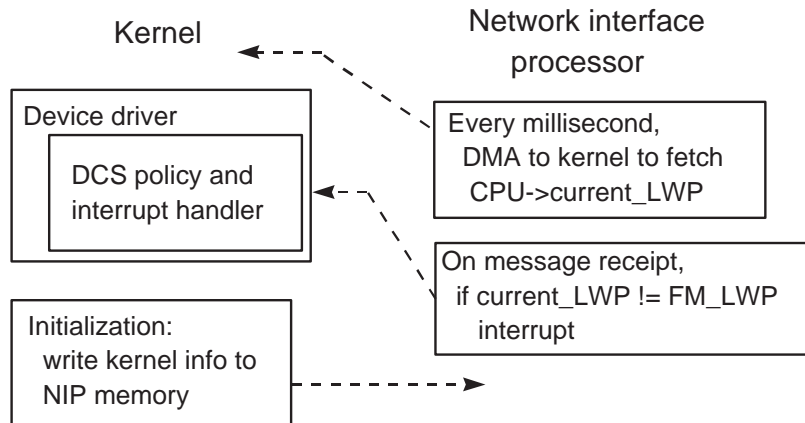 Kernel
Network interface
processor
Device driver
DCS policy and
interrupt handler
Initialization:
write kernel info to
NIP memory
Every millisecond,
DMA to kernel to fetch
CPU->current_LWP
On message receipt,
if current_LWP != FM_LWP
interrupt